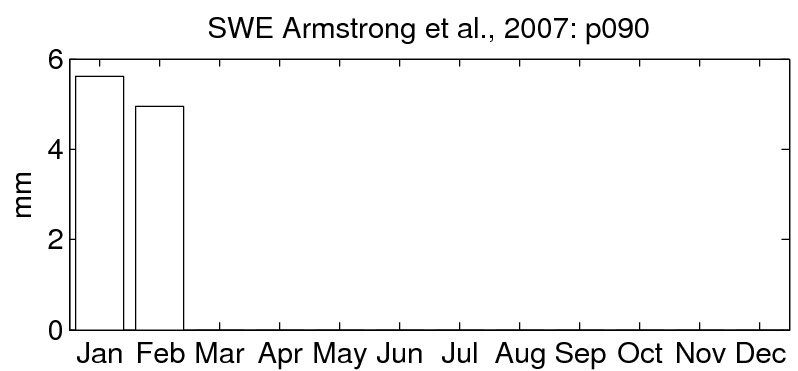 SWE Armstrong et al., 2007: p090
6
4
2
0
mm
Jan Feb Mar Apr May Jun Jul Aug Sep Oct Nov Dec